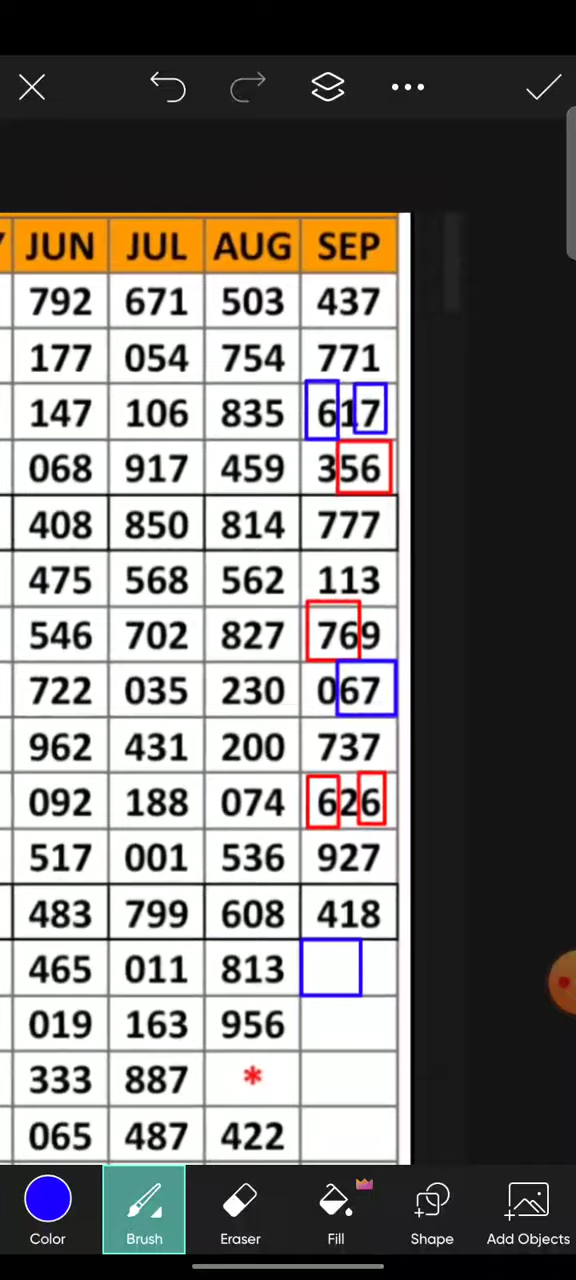 Y JUN JUL AUG SEP
792 671 503 437
177 054 754 771
147 106 835 617
068 917 459 356
408 850 814 777
475 568 562 113
546 702 827 769
722 035 230 067
962 431 200 737
092 188 074 626
517 001 536 927
483 799 608 418
465 011 813
019 163 956
333 887 *
065 487 422
Color Brush Eraser Fill Shape Add Objects